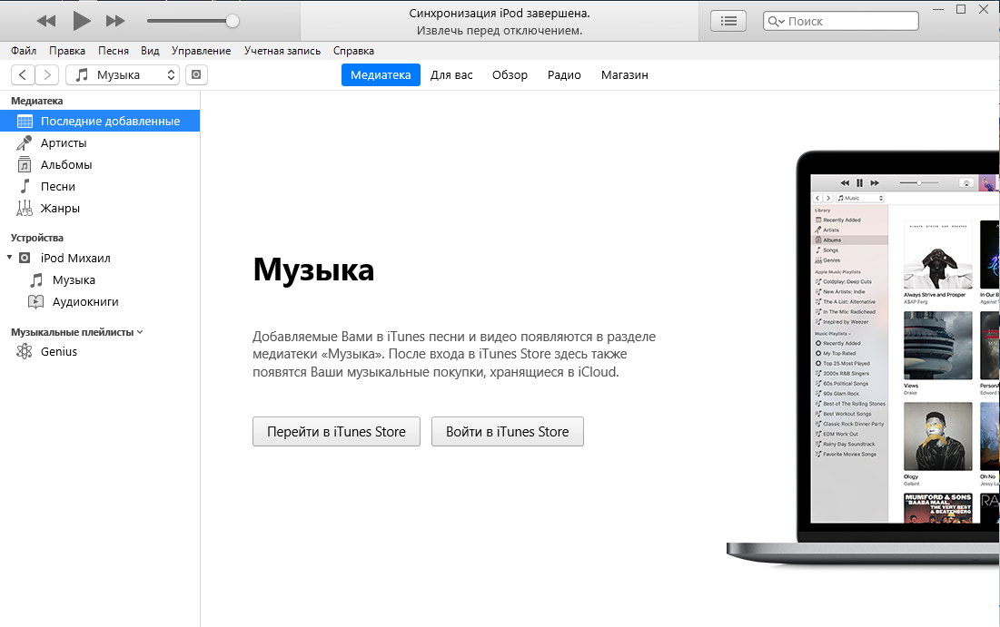 Синхронизация iPod завершена.
Извлечь перед отключением.
Поиск
Файл Правка Песня Вид Управление Учетная запись Справка
Музыка
Медиатека Для вас Обзор Радио Магазин
Медиатека
Последние добавленные
Артисты
Альбомы
Песни
Жанры
Устройства
iPod Михаил
Музыка
Аудиокниги
Музыкальные плейлисты
Genius
Музыка
Добавляемые Вами в iTunes песни и видео появляются в разделе
медиатеки «Музыка». После входа в iTunes Store здесь также
появятся Ваши музыкальные покупки, хранящиеся в iCloud.
Перейти в iTunes Store
Войти в iTunes Store
Music
Library
Recently Added
Artists
Albums
Songs
Genres
Apple Music Playlists
Coldplay: Deep Cuts
New Artists: Indie
The A List: Alternative
In The Mix: Radiohead
Inspired by Weezer
Music Playlists
Recently Added
My Top Rated
Top 25 Most Played
2000s R&B Singers
60s Political Songs
90s Glam Rock
Best of The Rolling Stones
Best Workout Songs
Classic Rock Dinner Party
EDM Work Out
Rainy Day Soundtrack
Favorite Movies Songs
ALWAYS STRIVE AND PROSPER
Always Strive and Prosper
A$AP Ferg
In Our B
Against T
Views
Drake
PersonA
Edward S
Ology
Gallant
Oh No
Jessy La
MUMFORD & SONS
BAABA MAAL,
THE VERY BEST
& BEATENBERG
RA